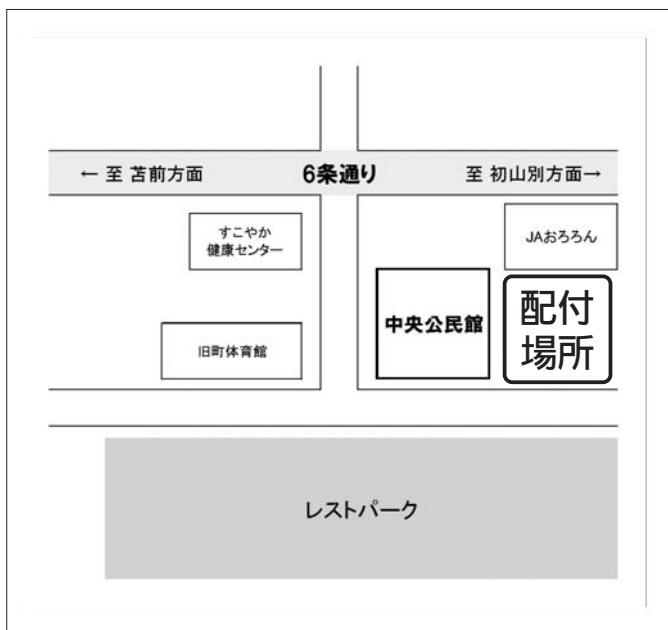 ← 至 苫前方面
6条通り
至 初山別方面→
すこやか
健康センター
JAおろろん
中央公民館
配付
場所
旧町体育館
レストパーク